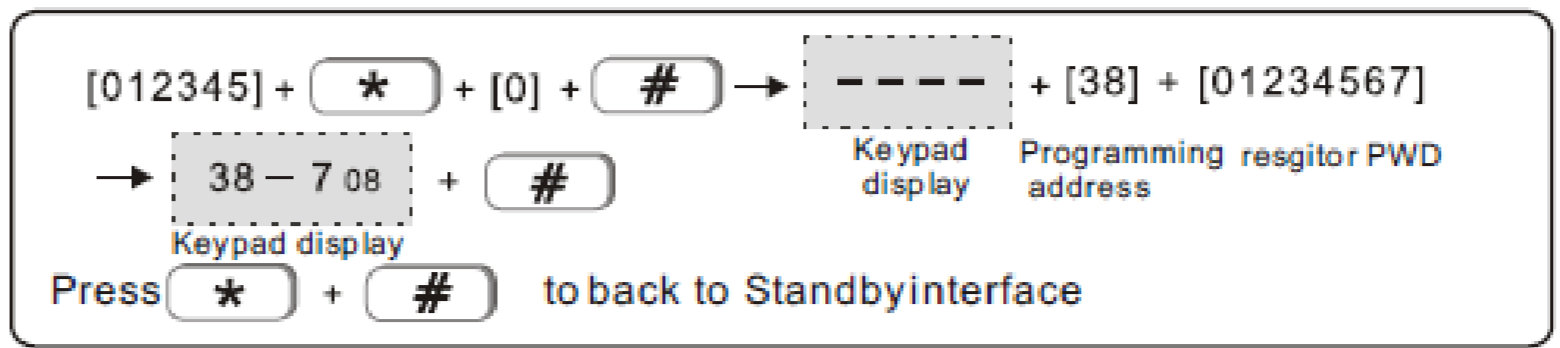 [012345] + * + [0] + # → – – – – + [38] + [01234567]
Keypad display Programming address resgitor PWD
→ 38 – 7 08 + #
Keypad display
Press * + # to back to Standbyinterface